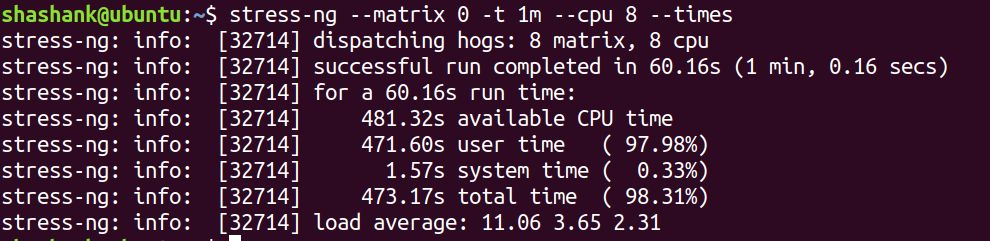 shashank@ubuntu:~$ stress-ng --matrix 0 -t 1m --cpu 8 --times
stress-ng: info:  [32714] dispatching hogs: 8 matrix, 8 cpu
stress-ng: info:  [32714] successful run completed in 60.16s (1 min, 0.16 secs)
stress-ng: info:  [32714] for a 60.16s run time:
stress-ng: info:  [32714]     481.32s available CPU time
stress-ng: info:  [32714]     471.60s user time   ( 97.98%)
stress-ng: info:  [32714]       1.57s system time (  0.33%)
stress-ng: info:  [32714]     473.17s total time  ( 98.31%)
stress-ng: info:  [32714] load average: 11.06 3.65 2.31